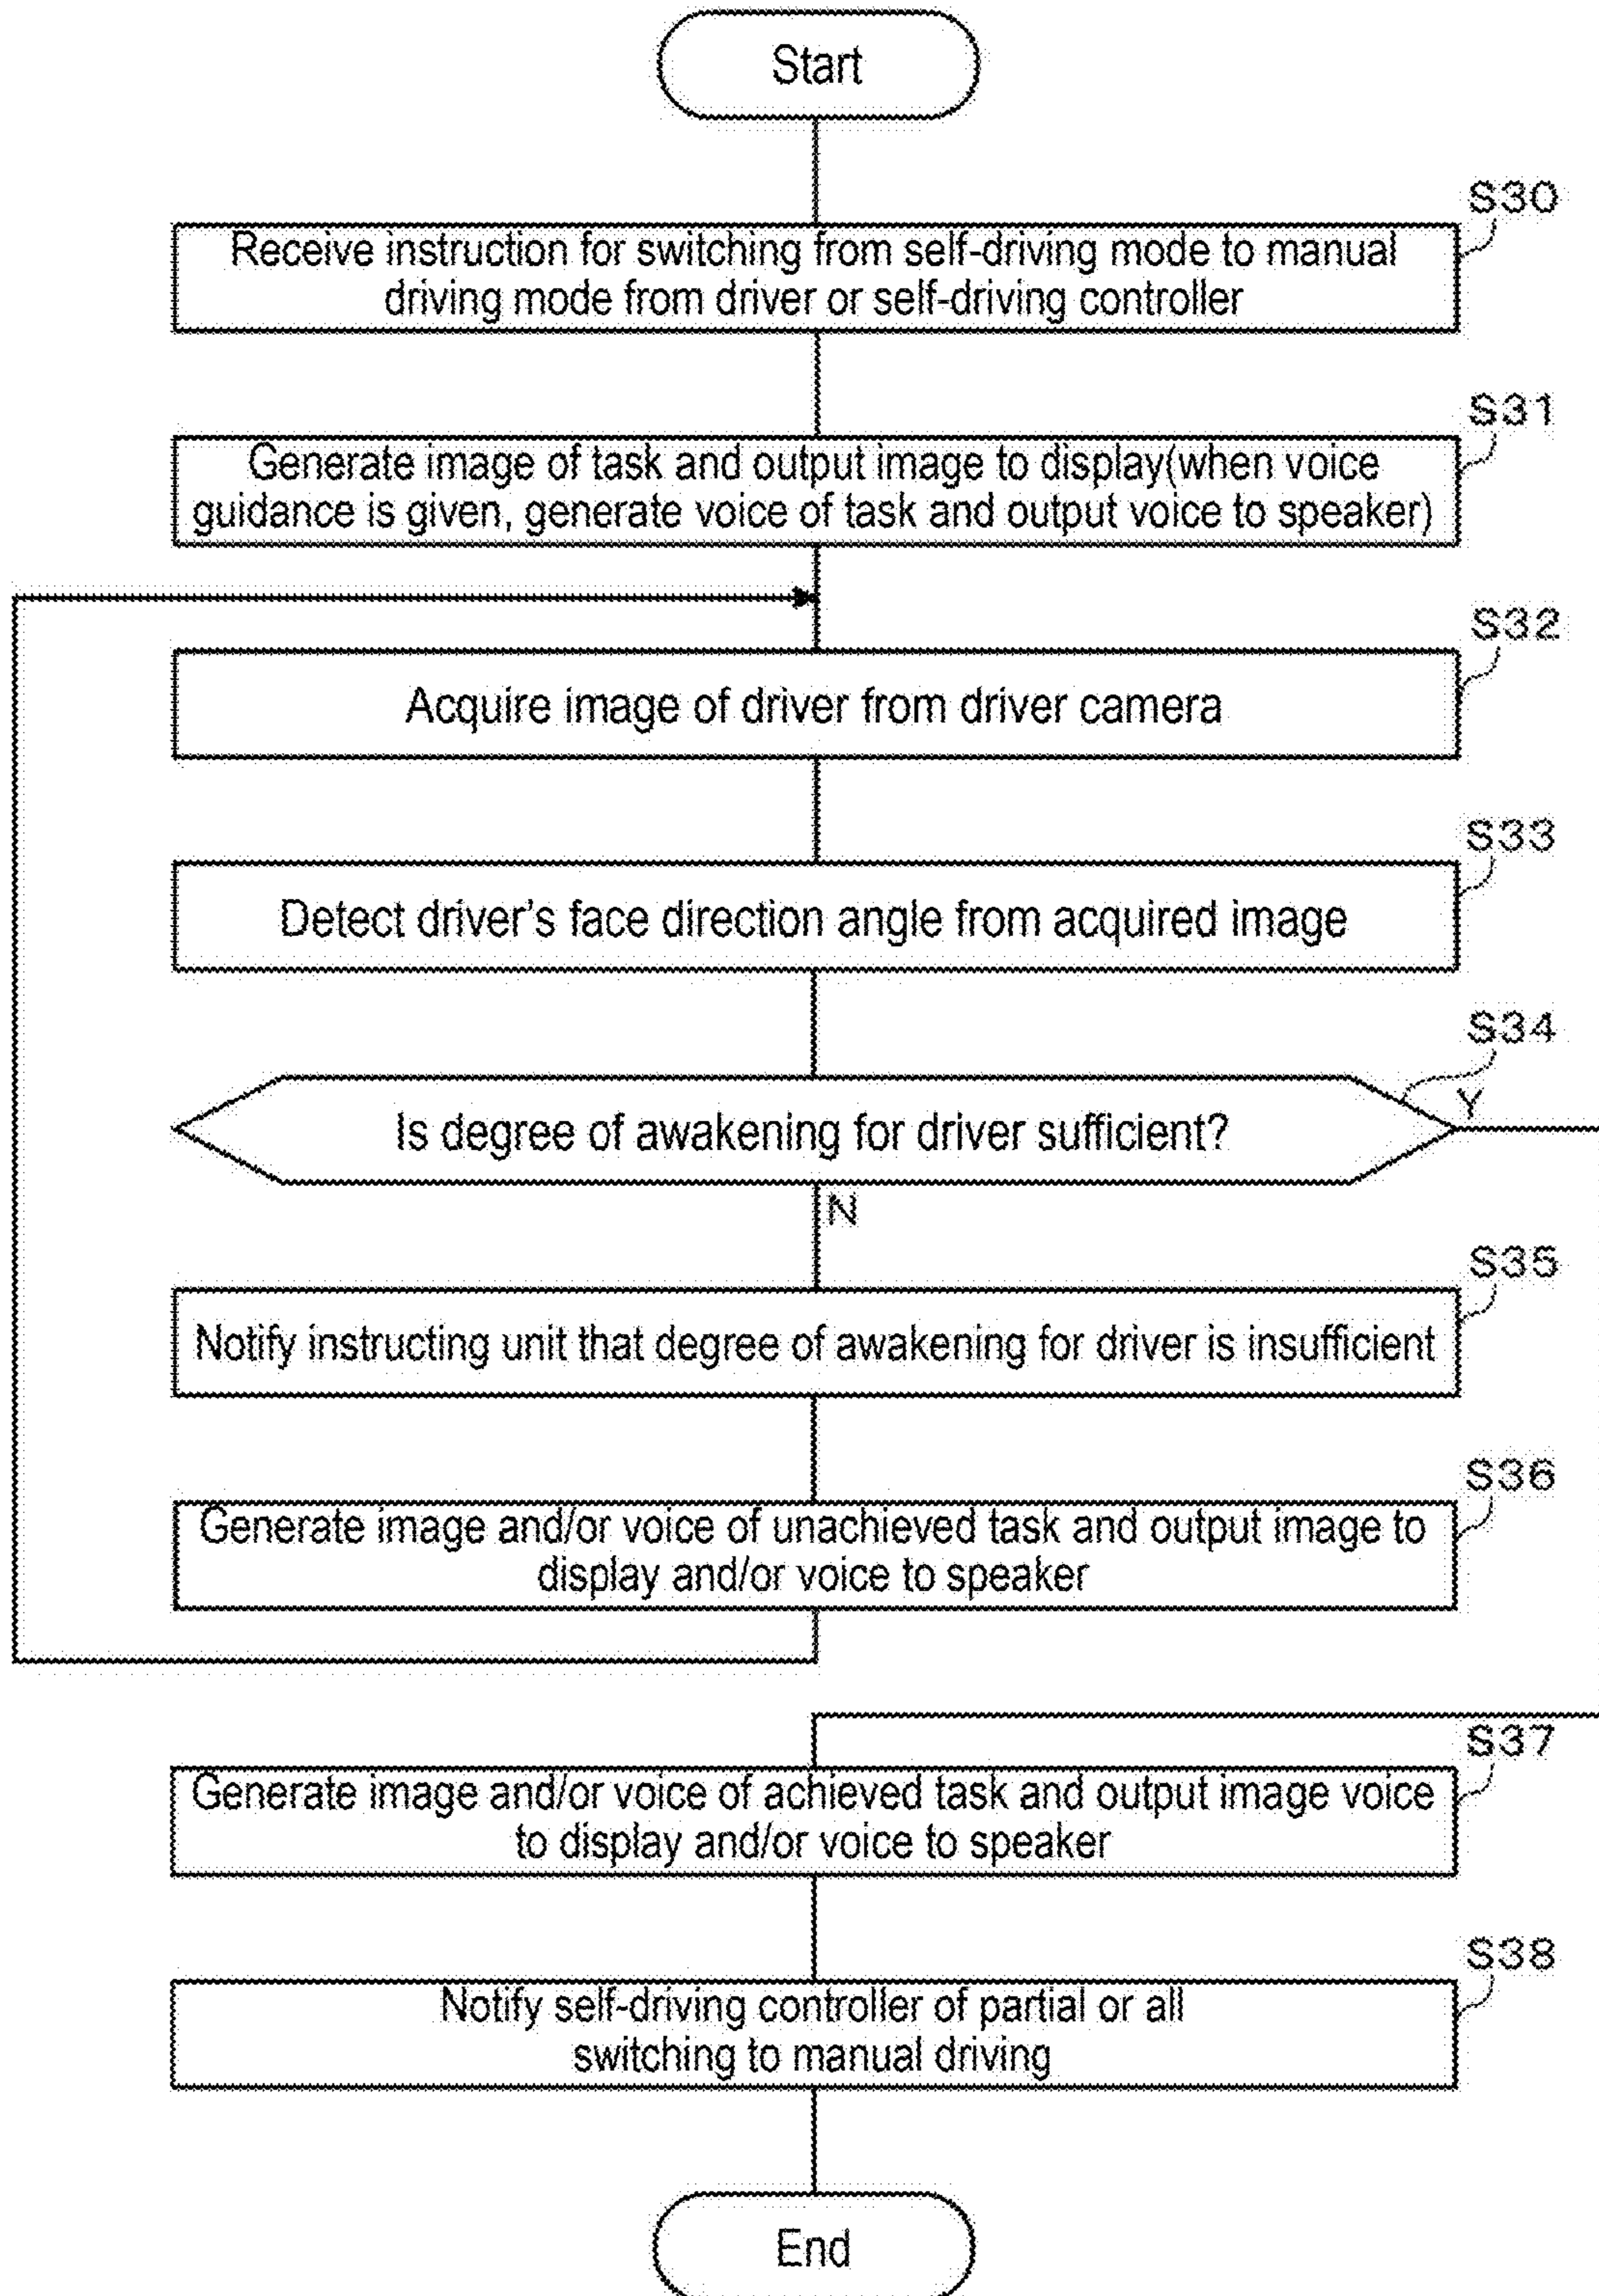 Start
S30
Receive instruction for switching from self-driving mode to manual
driving mode from driver or self-driving controller
S31
Generate image of task and output image to display(when voice
guidance is given, generate voice of task and output voice to speaker)
S32
Acquire image of driver from driver camera
S33
Detect driver's face direction angle from acquired image
S34
Is degree of awakening for driver sufficient?
Y
N
S35
Notify instructing unit that degree of awakening for driver is insufficient
S36
Generate image and/or voice of unachieved task and output image to
display and/or voice to speaker
S37
Generate image and/or voice of achieved task and output image voice
to display and/or voice to speaker
S38
Notify self-driving controller of partial or all
switching to manual driving
End